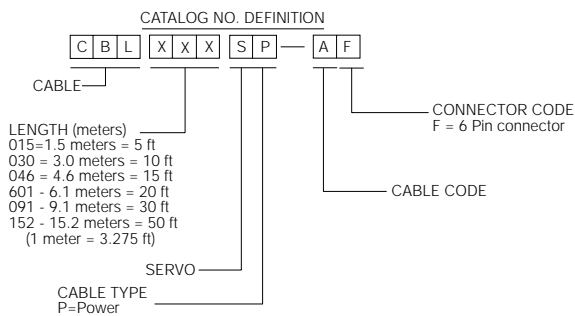 CATALOG NO. DEFINITION
C B L X X X S P — A F
CABLE
CONNECTOR CODE
F = 6 Pin connector
LENGTH (meters)
015=1.5 meters = 5 ft
030 = 3.0 meters = 10 ft
046 = 4.6 meters = 15 ft
601 - 6.1 meters = 20 ft
091 - 9.1 meters = 30 ft
152 - 15.2 meters = 50 ft
(1 meter = 3.275 ft)
CABLE CODE
SERVO
CABLE TYPE
P=Power